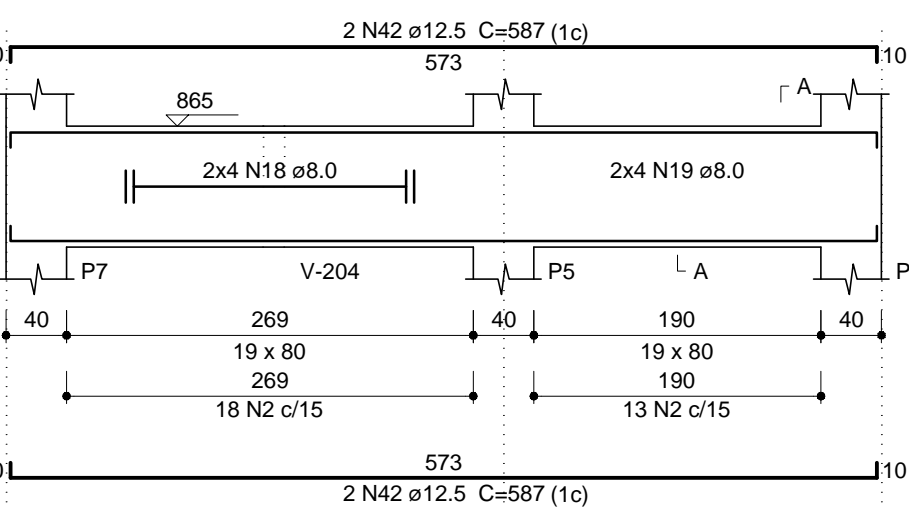 2 N42 ø12.5 C=587 (1c)
573
10
A
865
2x4 N18 ø8.0
2x4 N19 ø8.0
P7
V-204
P5
A
P
40
269
40
190
40
19 x 80
19 x 80
269
190
18 N2 c/15
13 N2 c/15
573
10
2 N42 ø12.5 C=587 (1c)